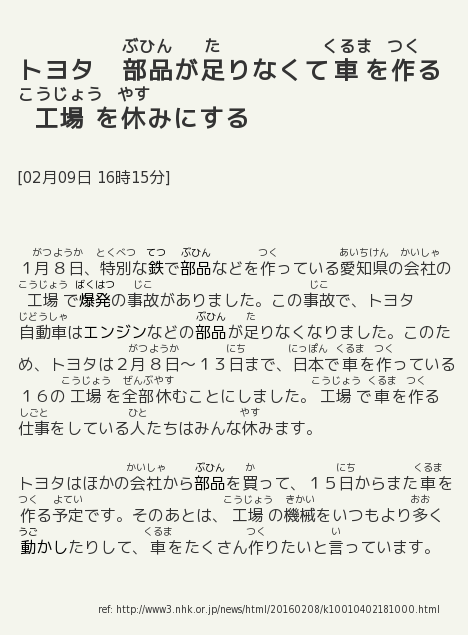 ぶひん　た　くるま　つく
トヨタ　部品が足りなくて車を作る
こうじょう　やす
工場を休みにする
[02月09日 16時15分]
がつようか　とくべつ　てつ　ぶひん　つく　あいちけん　かいしゃ
１月８日、特別な鉄で部品などを作っている愛知県の会社の
こうじょう　ばくはつ　じこ　じこ
工場で爆発の事故がありました。この事故で、トヨタ
じどうしゃ　ぶひん　た
自動車はエンジンなどの部品が足りなくなりました。このた
がつようか　にち　にっぽん　くるま　つく
め、トヨタは２月８日～１３日まで、日本で車を作っている
こうじょう　ぜんぶやす　こうじょう　くるま　つく
１６の工場を全部休むことにしました。工場で車を作る
しごと　ひと　やす
仕事をしている人たちはみんな休みます。
かいしゃ　ぶひん　か　にち　くるま
トヨタはほかの会社から部品を買って、１５日からまた車を
つく　よてい　こうじょう　きかい　おお
作る予定です。そのあとは、工場の機械をいつもより多く
うご　くるま　つく　い
動かしたりして、車をたくさん作りたいと言っています。
ref: http://www3.nhk.or.jp/news/html/20160208/k10010402181000.html